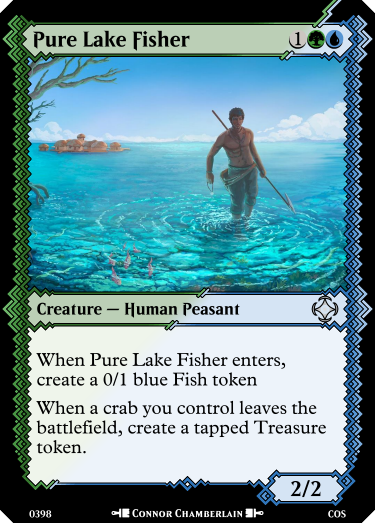 Pure Lake Fisher 1
Creature — Human Peasant
When Pure Lake Fisher enters,
create a 0/1 blue Fish token
When a crab you control leaves the
battlefield, create a tapped Treasure
token.
2/2
0398 Connor Chamberlain COS